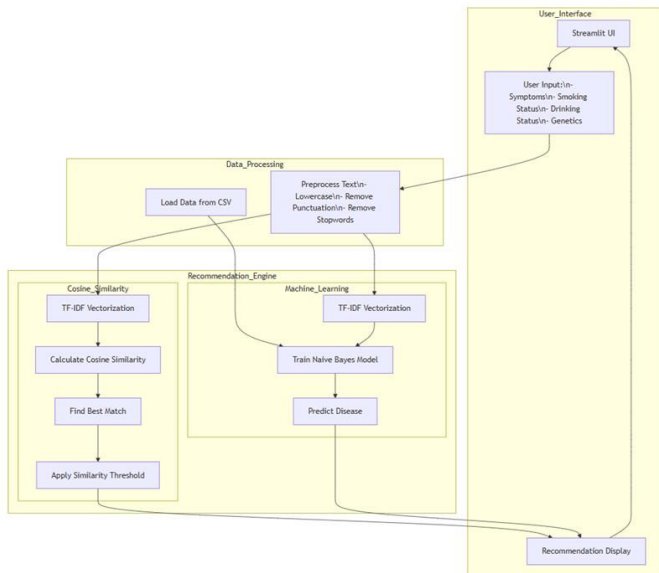 User_Interface
Streamlit UI
User Input:\n-
Symptoms\n- Smoking
Status\n- Drinking
Status\n- Genetics
Data_Processing
Load Data from CSV
Preprocess Text\n-
Lowercase\n- Remove
Punctuation\n- Remove
Stopwords
Recommendation_Engine
Cosine_Similarity
TF-IDF Vectorization
Calculate Cosine Similarity
Find Best Match
Apply Similarity Threshold
Machine_Learning
TF-IDF Vectorization
Train Naive Bayes Model
Predict Disease
Recommendation Display